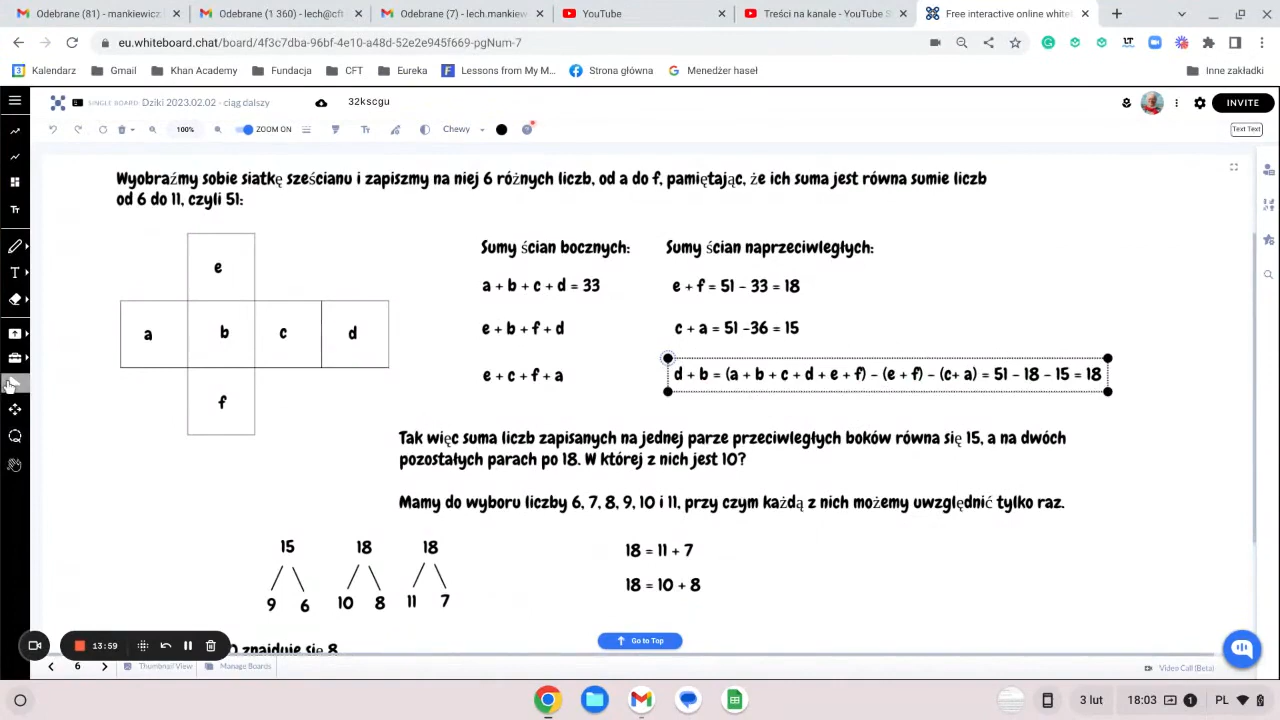 Odebrane (81) - mankiewicz
Odebrane (1 360) - lech@cft
Odebrane (7) - lech.mankiew
YouTube
Treści na kanale - YouTube S
Free interactive online white
eu.whiteboard.chat/board/4f3c7dba-96bf-4e10-a48d-52e2e945f669-pgNum-7
Kalendarz
Gmail
Khan Academy
Fundacja
CFT
Eureka
Lessons from My M...
Strona główna
Menedżer haseł
Inne zakładki
SINGLE BOARD Dziki 2023.02.02 - ciąg dalszy
32kscgu
INVITE
100%
ZOOM ON
Chewy
Text Text
Wyobraźmy sobie siatkę sześcianu i zapiszmy na niej 6 różnych liczb, od a do f, pamiętając, że ich suma jest równa sumie liczb
od 6 do 11, czyli 51:
e
a b c d
f
Sumy ścian bocznych:
a + b + c + d = 33
e + b + f + d
e + c + f + a
Sumy ścian naprzeciwległych:
e + f = 51 - 33 = 18
c + a = 51 -36 = 15
d + b = (a + b + c + d + e + f) - (e + f) - (c+ a) = 51 - 18 - 15 = 18
Tak więc suma liczb zapisanych na jednej parze przeciwległych boków równa się 15, a na dwóch
pozostałych parach po 18. W której z nich jest 10?
Mamy do wyboru liczby 6, 7, 8, 9, 10 i 11, przy czym każdą z nich możemy uwzględnić tylko raz.
15 18 18
9 6 10 8 11 7
18 = 11 + 7
18 = 10 + 8
0 znajduje się 8
13:59
Go to Top
6
Thumbnail View
Manage Boards
Video Call (Beta)
3 lut
18:03
1
PL